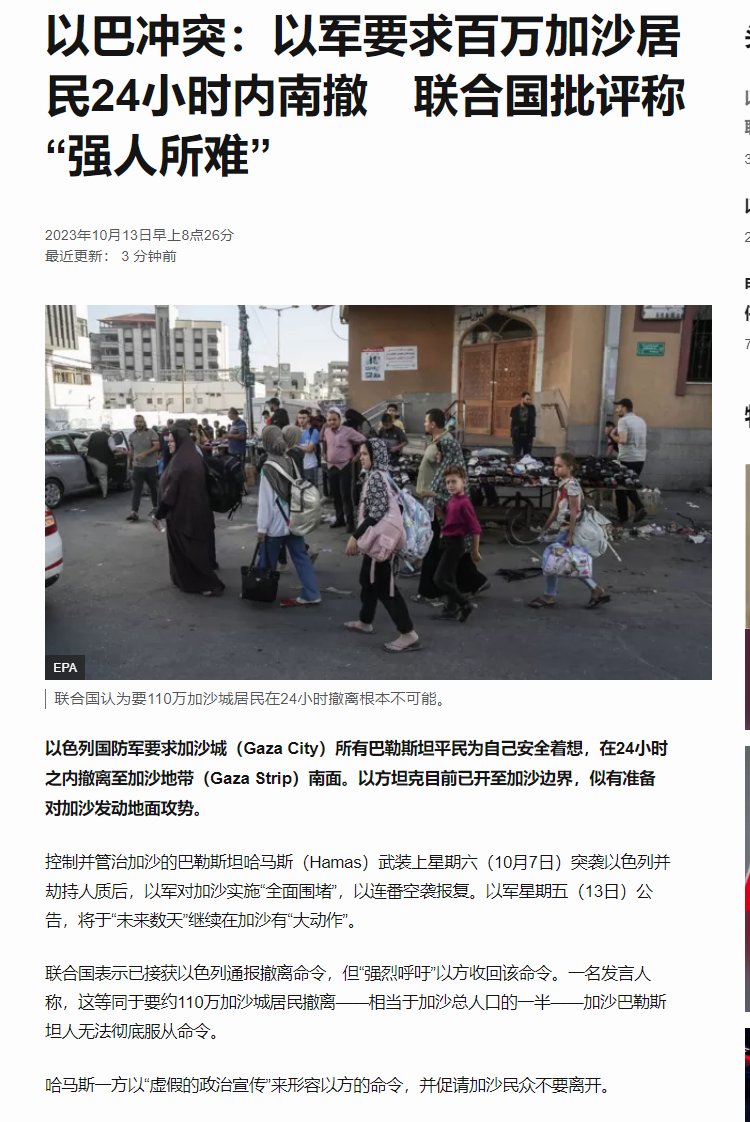 以巴冲突：以军要求百万加沙居
民24小时内南撤　联合国批评称
“强人所难”
2023年10月13日早上8点26分
最近更新： 3 分钟前
EPA
联合国认为要110万加沙城居民在24小时撤离根本不可能。
以色列国防军要求加沙城（Gaza City）所有巴勒斯坦平民为自己安全着想，在24小时
之内撤离至加沙地带（Gaza Strip）南面。以方坦克目前已开至加沙边界，似有准备
对加沙发动地面攻势。
控制并管治加沙的巴勒斯坦哈马斯（Hamas）武装上星期六（10月7日）突袭以色列并
劫持人质后，以军对加沙实施“全面围堵”，以连番空袭报复。以军星期五（13日）公
告，将于“未来数天”继续在加沙有“大动作”。
联合国表示已接获以色列通报撤离命令，但“强烈呼吁”以方收回该命令。一名发言人
称，这等同于要约110万加沙城居民撤离——相当于加沙总人口的一半——加沙巴勒斯
坦人无法彻底服从命令。
哈马斯一方以“虚假的政治宣传”来形容以方的命令，并促请加沙民众不要离开。